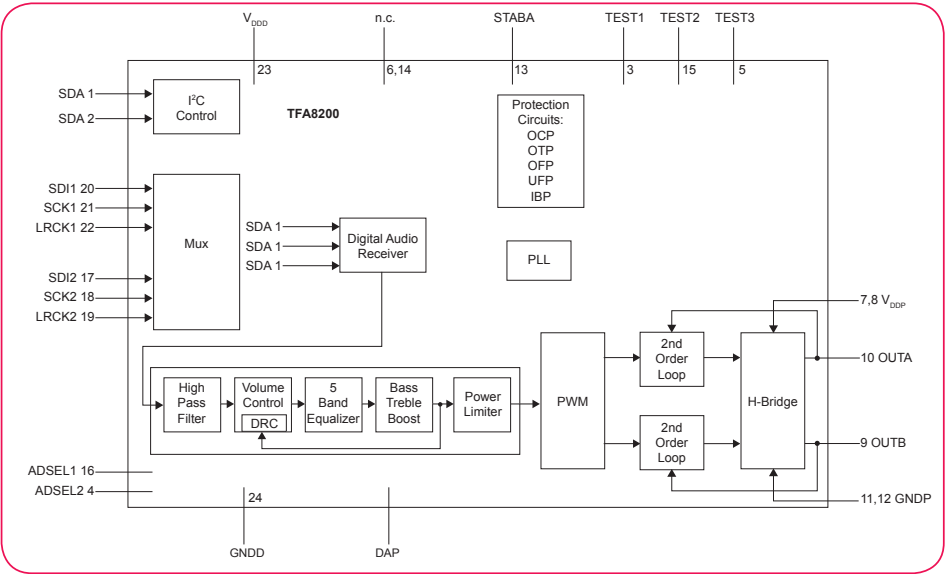 V_DDD
n.c.
STABA
TEST1
TEST2
TEST3
23
6,14
13
3
15
5
SDA 1
SDA 2
I²C
Control
TFA8200
Protection
Circuits:
OCP
OTP
OFP
UFP
IBP
SDI1 20
SCK1 21
LRCK1 22
SDI2 17
SCK2 18
LRCK2 19
Mux
SDA 1
SDA 1
SDA 1
Digital Audio
Receiver
PLL
7,8 V_DDP
10 OUTA
9 OUTB
11,12 GNDP
High
Pass
Filter
Volume
Control
DRC
5
Band
Equalizer
Bass
Treble
Boost
Power
Limiter
PWM
2nd
Order
Loop
2nd
Order
Loop
H-Bridge
ADSEL1 16
ADSEL2 4
24
GNDD
DAP